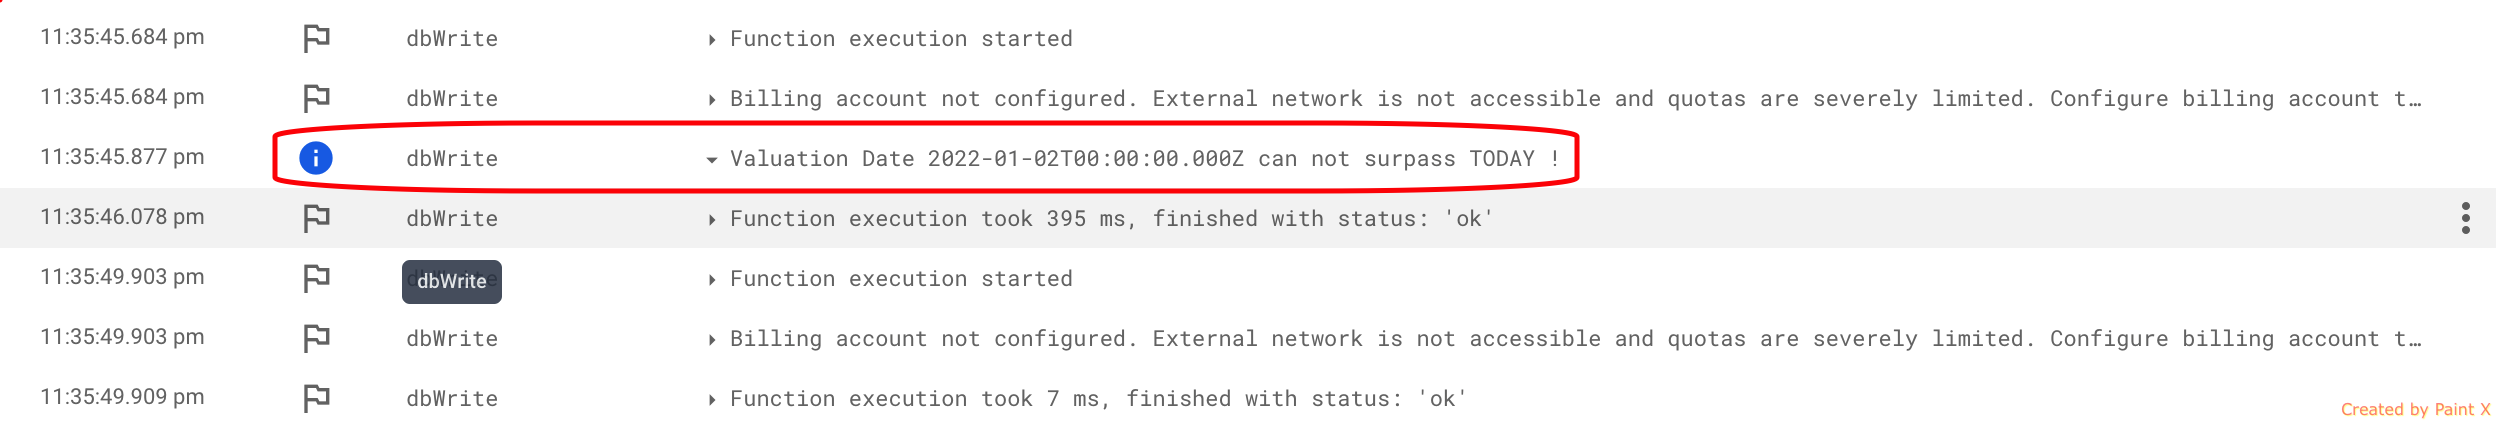 11:35:45.684 pm dbWrite Function execution started
11:35:45.684 pm dbWrite Billing account not configured. External network is not accessible and quotas are severely limited. Configure billing account t…
11:35:45.877 pm dbWrite Valuation Date 2022-01-02T00:00:00.000Z can not surpass TODAY !
11:35:46.078 pm dbWrite Function execution took 395 ms, finished with status: 'ok'
11:35:49.903 pm dbWrite Function execution started
11:35:49.903 pm dbWrite Billing account not configured. External network is not accessible and quotas are severely limited. Configure billing account t…
11:35:49.909 pm dbWrite Function execution took 7 ms, finished with status: 'ok'
Created by Paint X